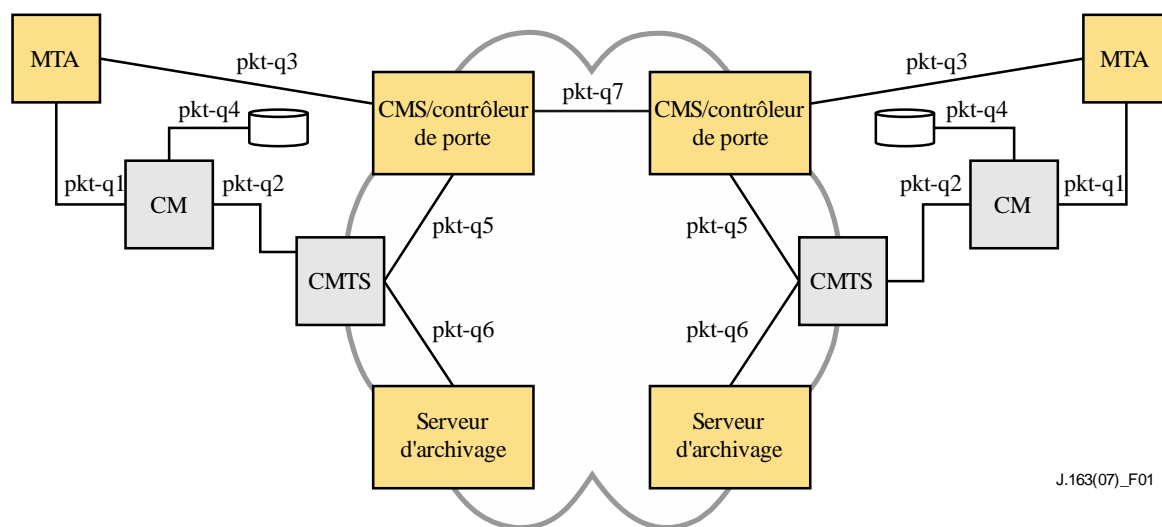 MTA
pkt-q3
CMS/contrôleur
de porte
pkt-q7
CMS/contrôleur
de porte
pkt-q3
MTA
pkt-q4
pkt-q4
pkt-q1
CM
pkt-q2
pkt-q5
pkt-q5
pkt-q2
CM
pkt-q1
CMTS
CMTS
pkt-q6
pkt-q6
Serveur
d'archivage
Serveur
d'archivage
J.163(07)_F01